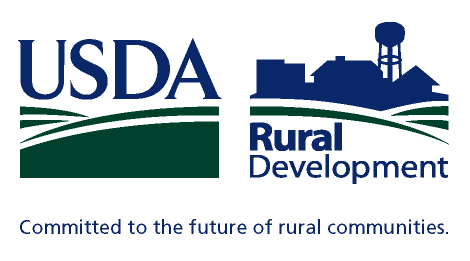 USDA
Rural
Development
Committed to the future of rural communities.